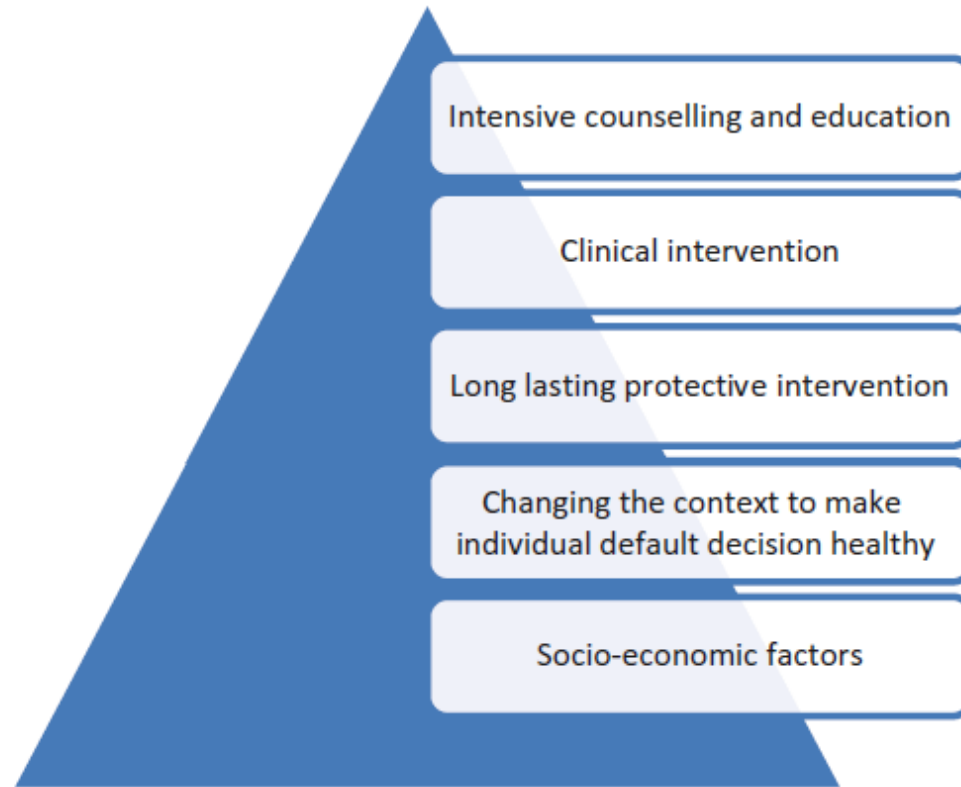 Intensive counselling and education
Clinical intervention
Long lasting protective intervention
Changing the context to make
individual default decision healthy
Socio-economic factors